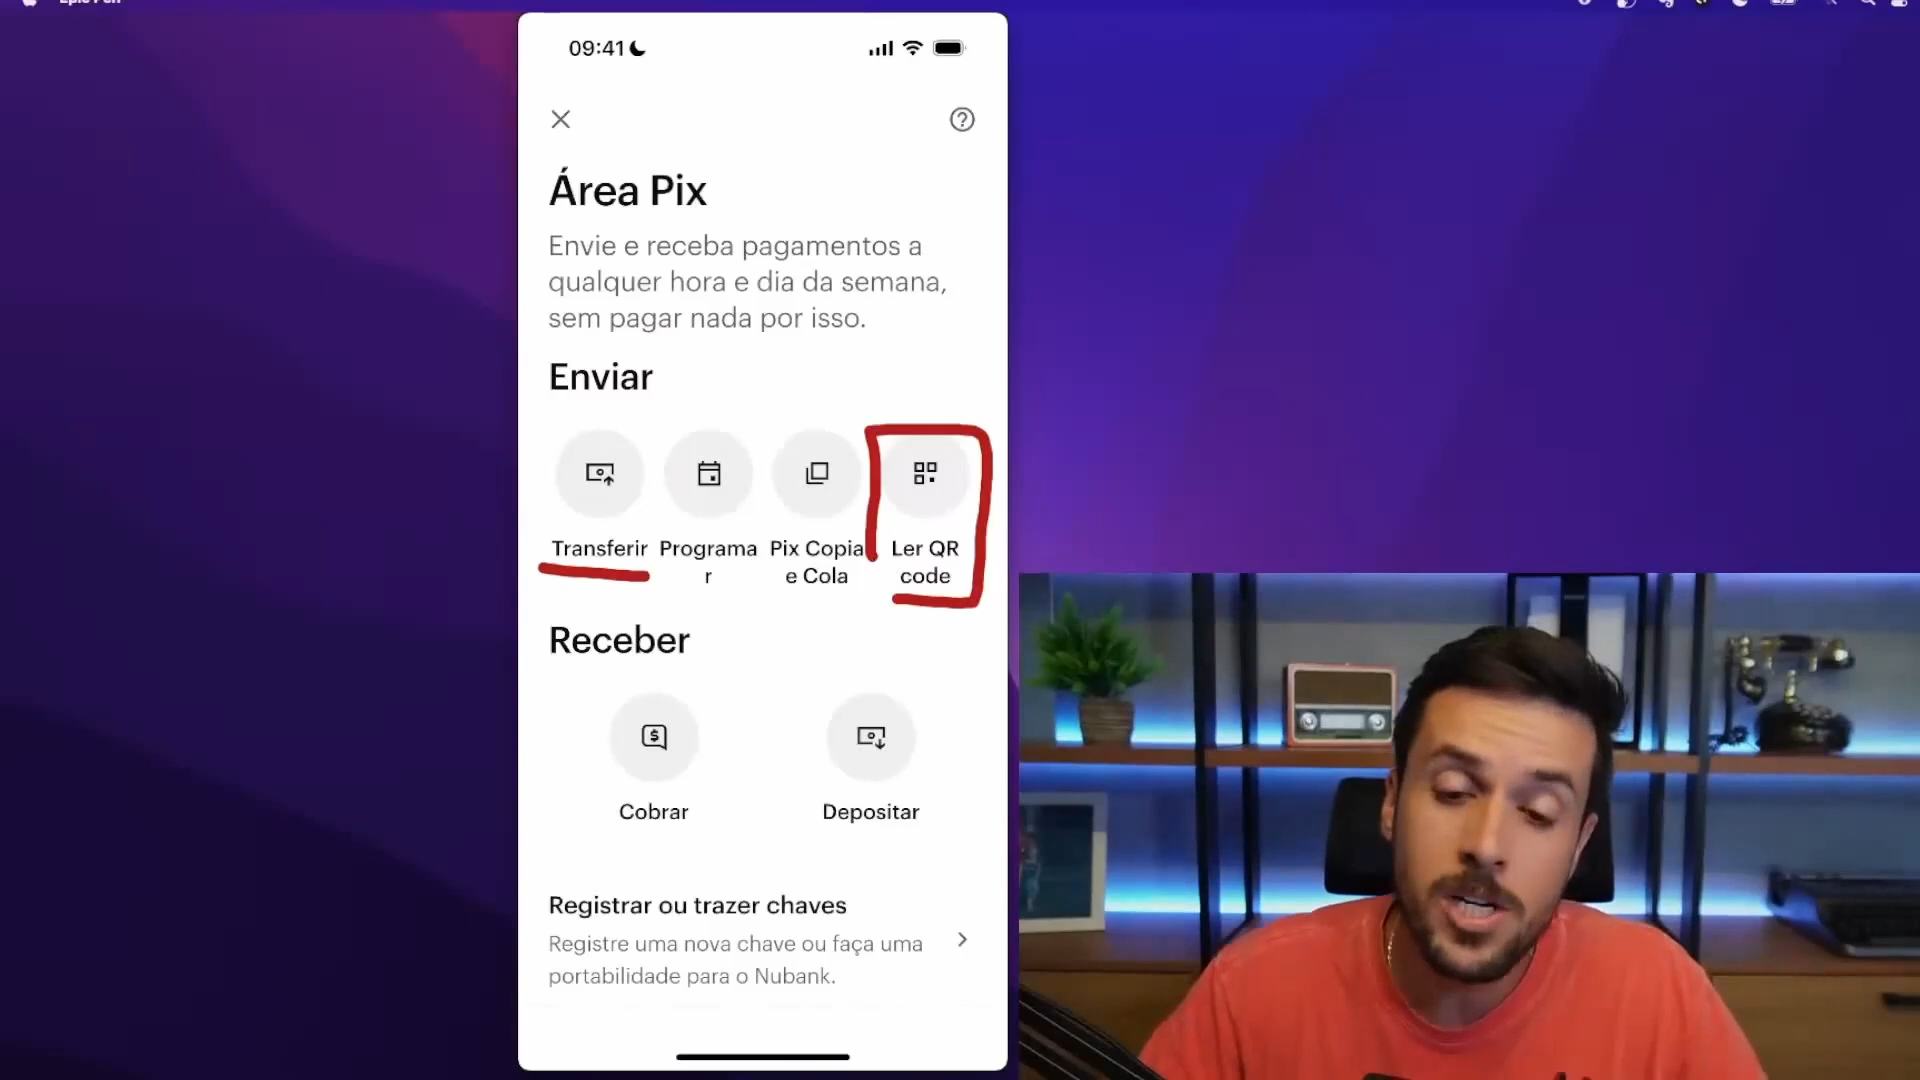 Epic Pen
09:41
Área Pix
Envie e receba pagamentos a
qualquer hora e dia da semana,
sem pagar nada por isso.
Enviar
Transferir
Programa
r
Pix Copia
e Cola
Ler QR
code
Receber
Cobrar
Depositar
Registrar ou trazer chaves
Registre uma nova chave ou faça uma
portabilidade para o Nubank.